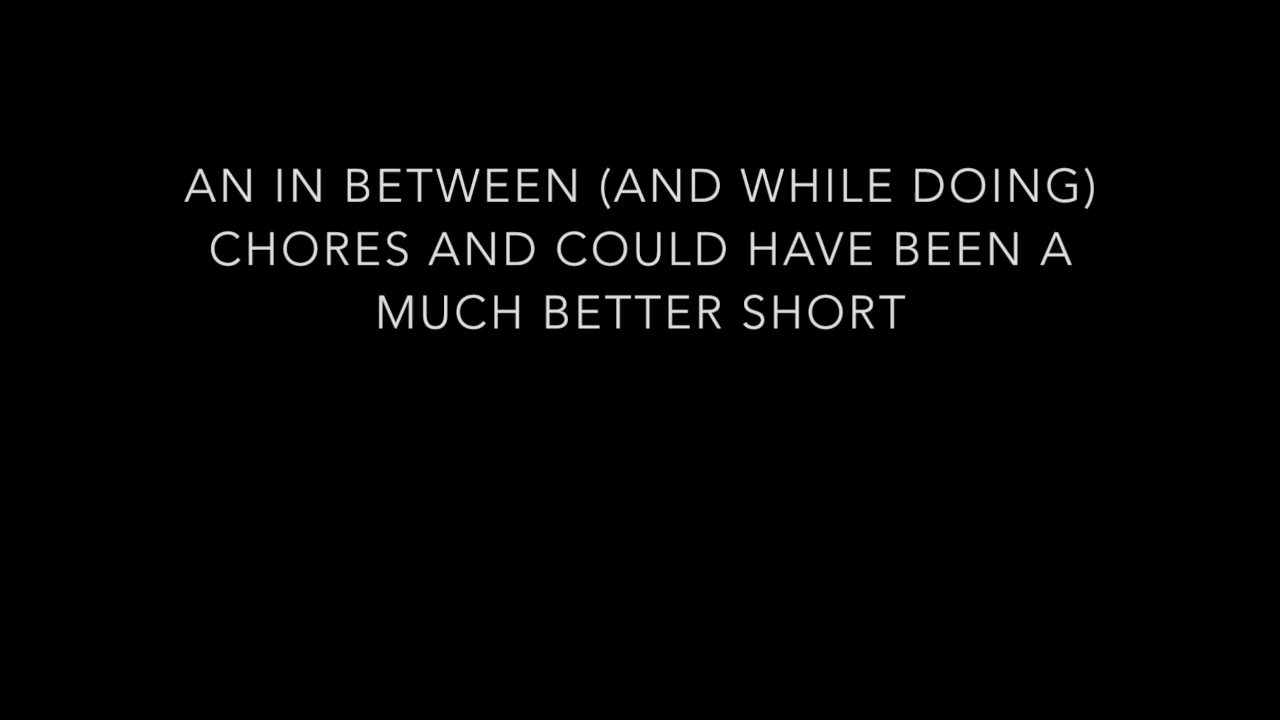 AN IN BETWEEN (AND WHILE DOING)
CHORES AND COULD HAVE BEEN A
MUCH BETTER SHORT